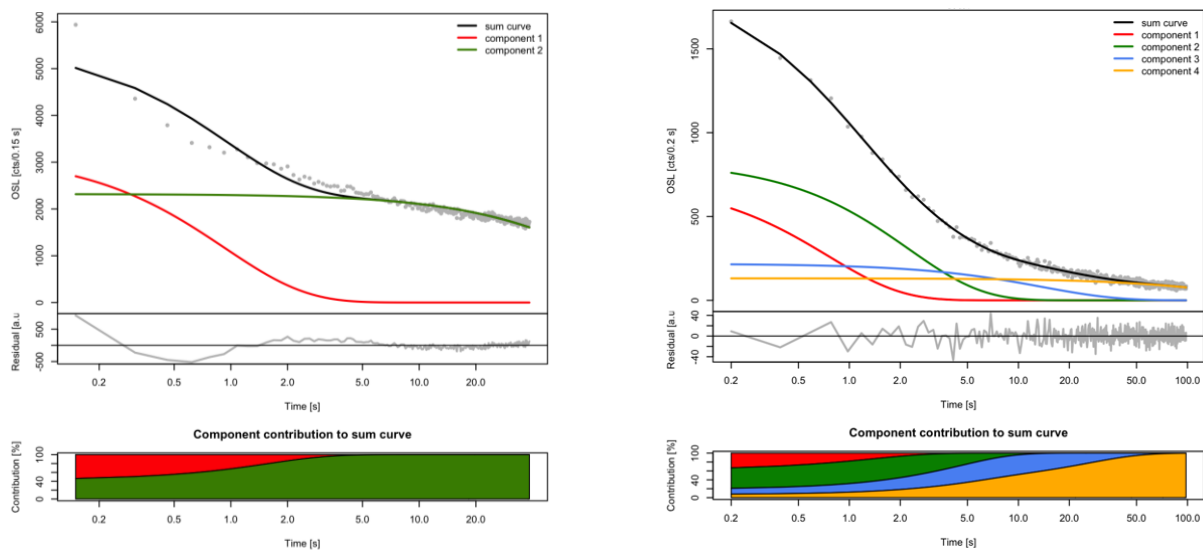 6000
5000
4000
3000
2000
1000
0
OSL [cts/0.15 s]
sum curve
component 1
component 2
500
-500
Residual [a.u
0.2 0.5 1.0 2.0 5.0 10.0 20.0
Time [s]
Component contribution to sum curve
100
40
0
Contribution [%]
0.2 0.5 1.0 2.0 5.0 10.0 20.0
Time [s]
1500
1000
500
0
OSL [cts/0.2 s]
sum curve
component 1
component 2
component 3
component 4
40
0
-40
Residual [a.u
0.2 0.5 1.0 2.0 5.0 10.0 20.0 50.0 100.0
Time [s]
Component contribution to sum curve
100
40
0
Contribution [%]
0.2 0.5 1.0 2.0 5.0 10.0 20.0 50.0 100.0
Time [s]